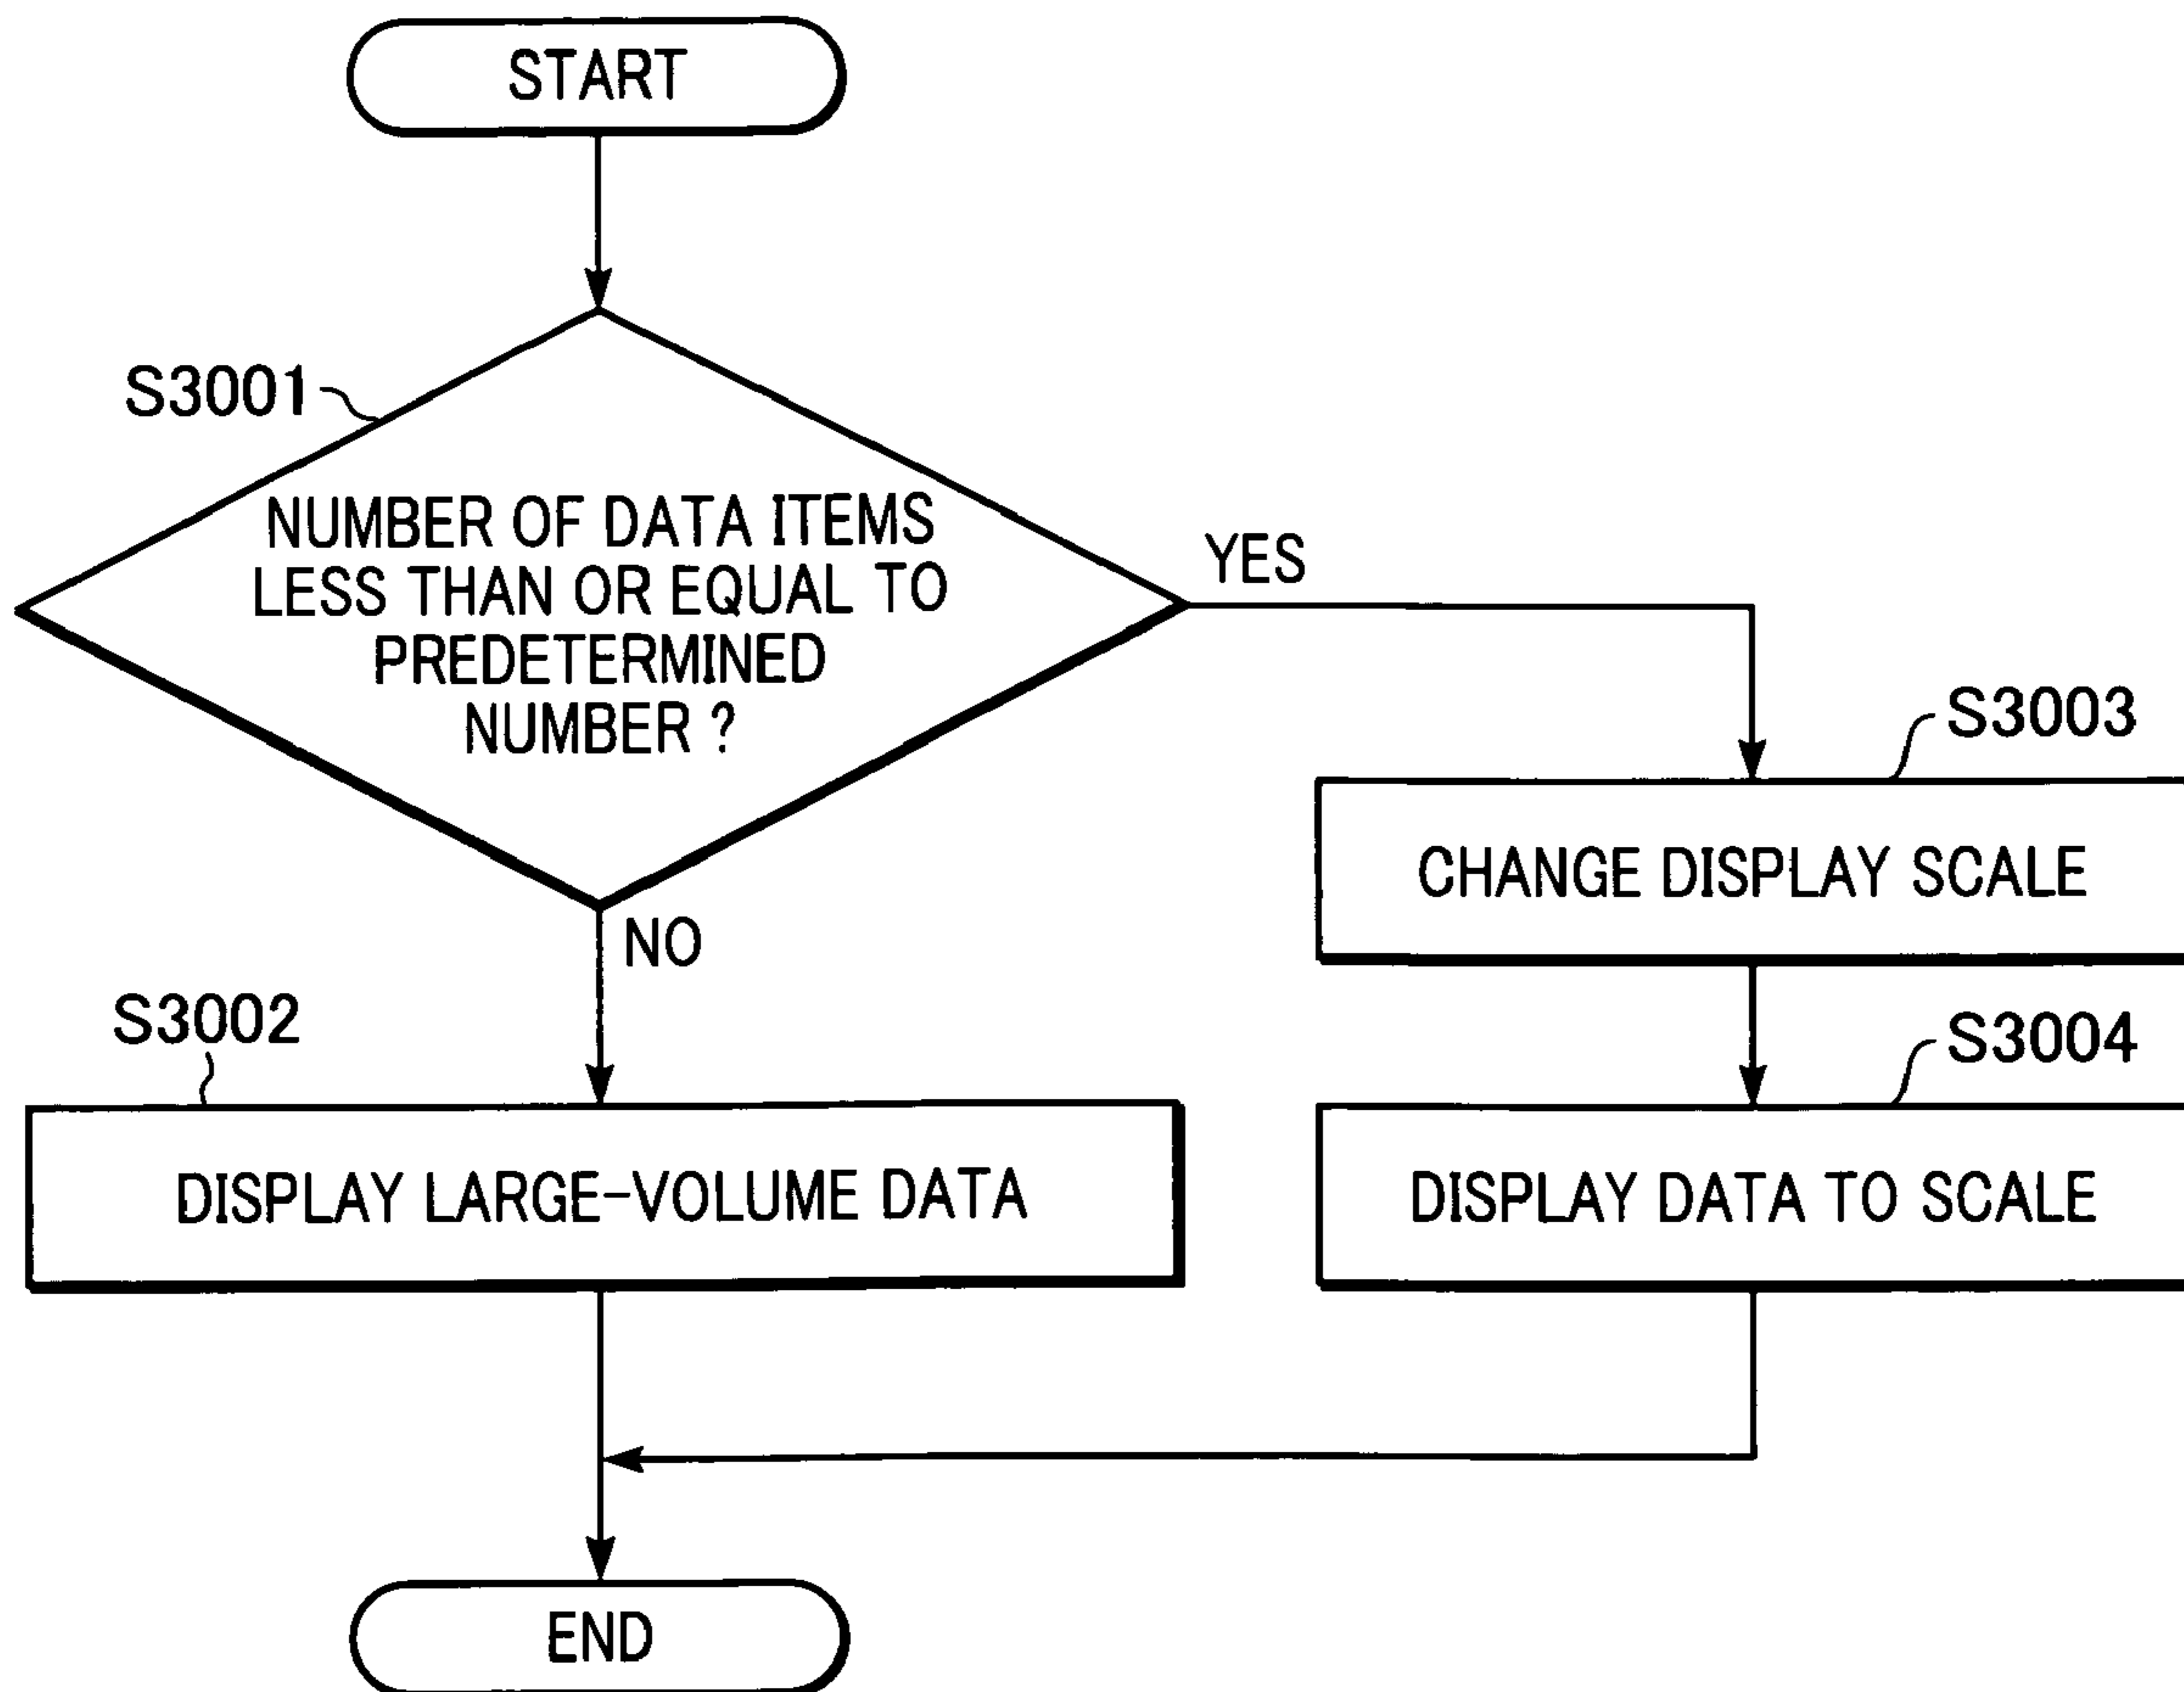 START
S3001
NUMBER OF DATA ITEMS
LESS THAN OR EQUAL TO
PREDETERMINED
NUMBER ?
YES
NO
S3003
CHANGE DISPLAY SCALE
S3002
DISPLAY LARGE-VOLUME DATA
S3004
DISPLAY DATA TO SCALE
END